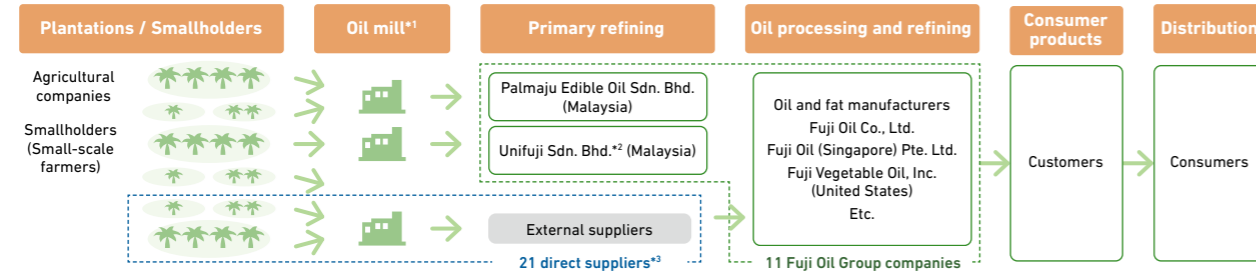 Plantations / Smallholders
Oil mill*1
Primary refining
Oil processing and refining
Consumer
products
Distribution
Agricultural
companies
Smallholders
(Small-scale
farmers)
Palmaju Edible Oil Sdn. Bhd.
(Malaysia)
Unifuji Sdn. Bhd.*2 (Malaysia)
External suppliers
21 direct suppliers*3
Oil and fat manufacturers
Fuji Oil Co., Ltd.
Fuji Oil (Singapore) Pte. Ltd.
Fuji Vegetable Oil, Inc.
(United States)
Etc.
11 Fuji Oil Group companies
Customers
Consumers